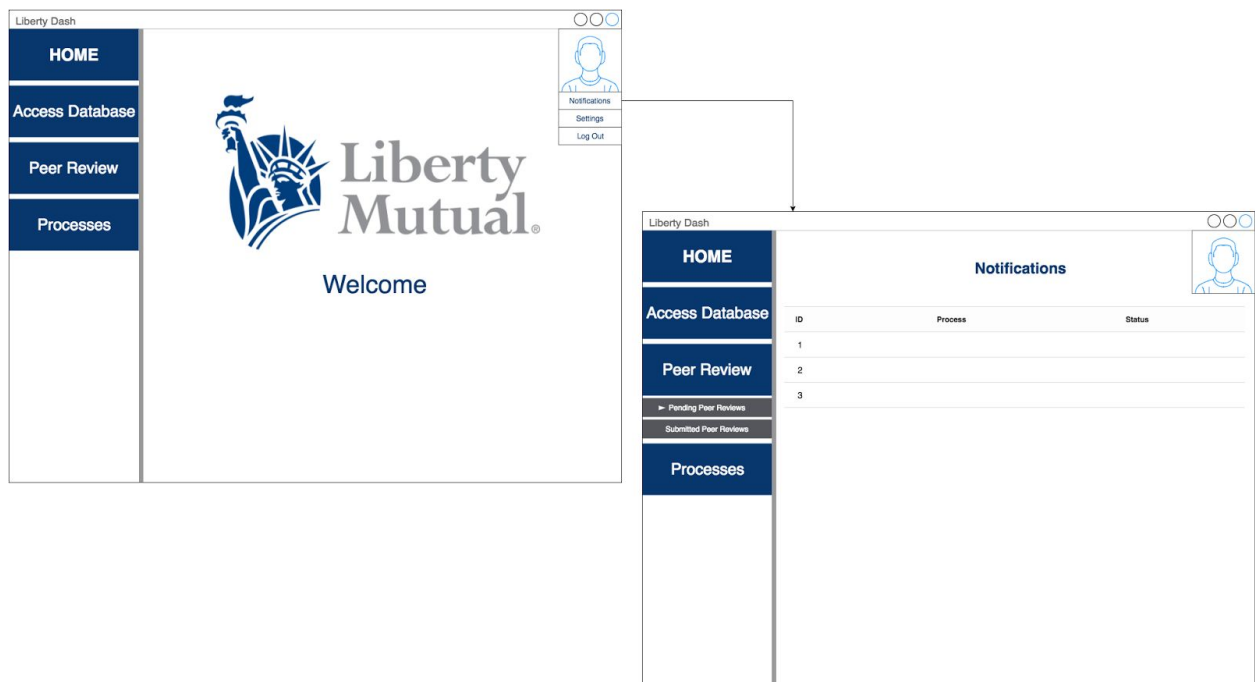 Liberty Dash
HOME
Access Database
Peer Review
Processes
Liberty
Mutual®
Welcome
Notifications
Settings
Log Out
Liberty Dash
HOME
Access Database
Peer Review
► Pending Peer Reviews
Submitted Peer Reviews
Processes
Notifications
ID Process Status
1
2
3